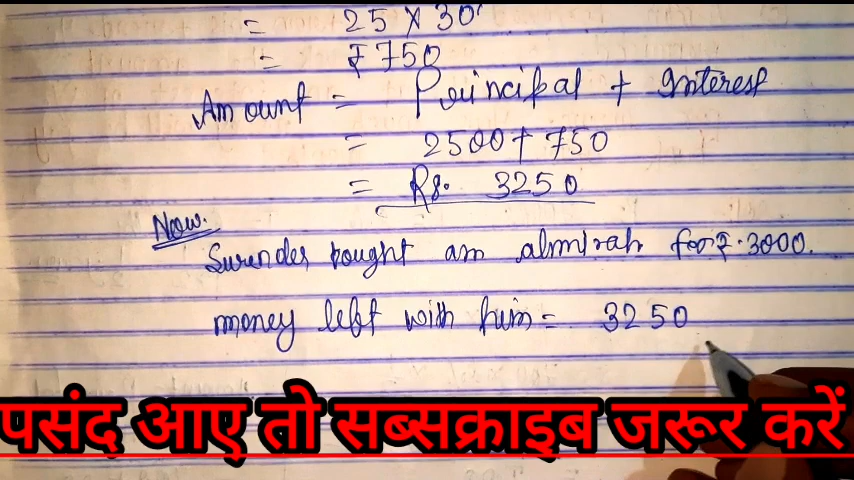 = 25 × 30
= ₹750
Amount = Principal + Interest
= 2500 + 750
= Rs. 3250
Now.
Surender bought am almirah for ₹.3000.
money left with him = 3250
पसंद आए तो सब्सक्राइब जरूर करें